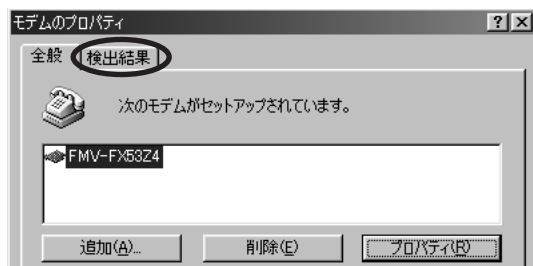 モデムのプロパティ
全般 検出結果
次のモデムがセットアップされています。
FMV-FX53Z4
追加(A)... 削除(E) プロパティ(R)